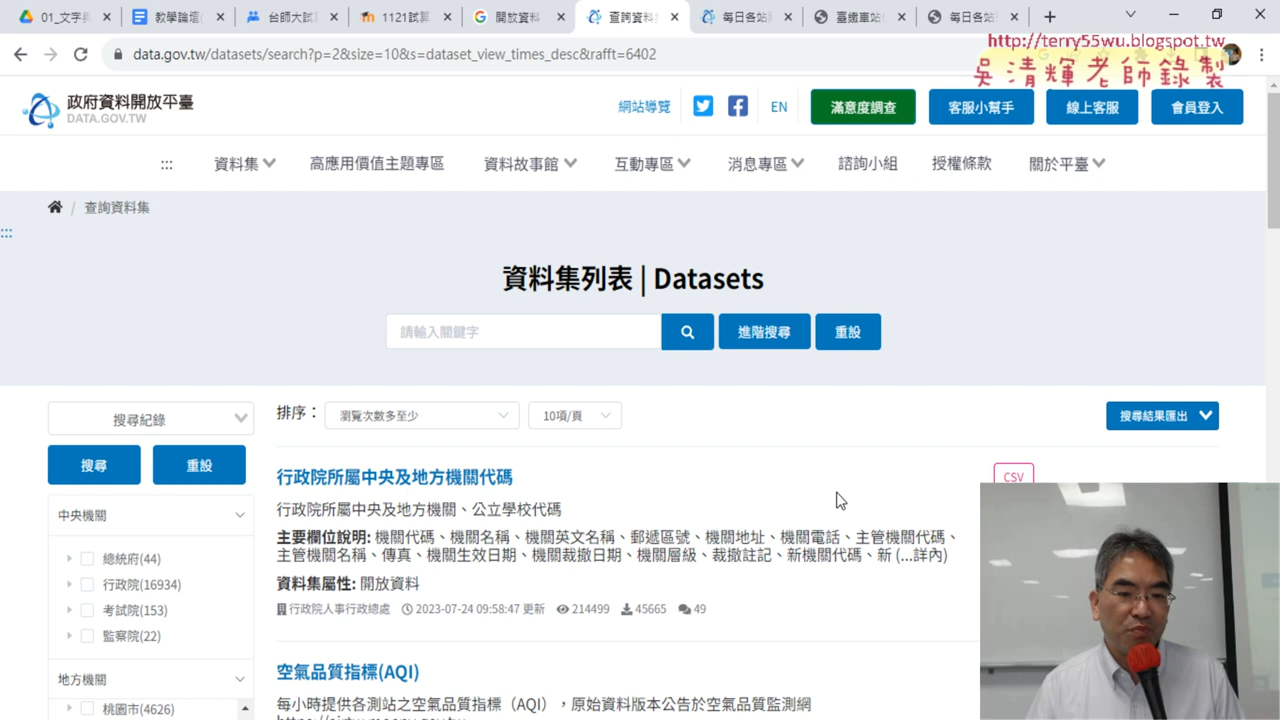 01_文字與
教學論壇(
台師大試
1121試算
開放資料
查詢資料集
每日各站
臺鐵車站
每日各站
data.gov.tw/datasets/search?p=2&size=10&s=dataset_view_times_desc&rafft=6402
http://terry55wu.blogspot.tw
吳清輝老師錄製
政府資料開放平臺
DATA.GOV.TW
網站導覽
EN
滿意度調查
客服小幫手
線上客服
會員登入
:::
資料集
高應用價值主題專區
資料故事館
互動專區
消息專區
諮詢小組
授權條款
關於平臺
/ 查詢資料集
:::
資料集列表 | Datasets
請輸入關鍵字
進階搜尋
重設
搜尋紀錄
排序：
瀏覽次數多至少
10項/頁
搜尋結果匯出
搜尋
重設
行政院所屬中央及地方機關代碼
CSV
行政院所屬中央及地方機關、公立學校代碼
中央機關
主要欄位說明: 機關代碼、機關名稱、機關英文名稱、郵遞區號、機關地址、機關電話、主管機關代碼、
主管機關名稱、傳真、機關生效日期、機關裁撤日期、機關層級、裁撤註記、新機關代碼、新 (...詳內)
總統府(44)
行政院(16934)
資料集屬性: 開放資料
考試院(153)
行政院人事行政總處 2023-07-24 09:58:47 更新 214499 45665 49
監察院(22)
空氣品質指標(AQI)
地方機關
每小時提供各測站之空氣品質指標（AQI），原始資料版本公告於空氣品質監測網
桃園市(4626)